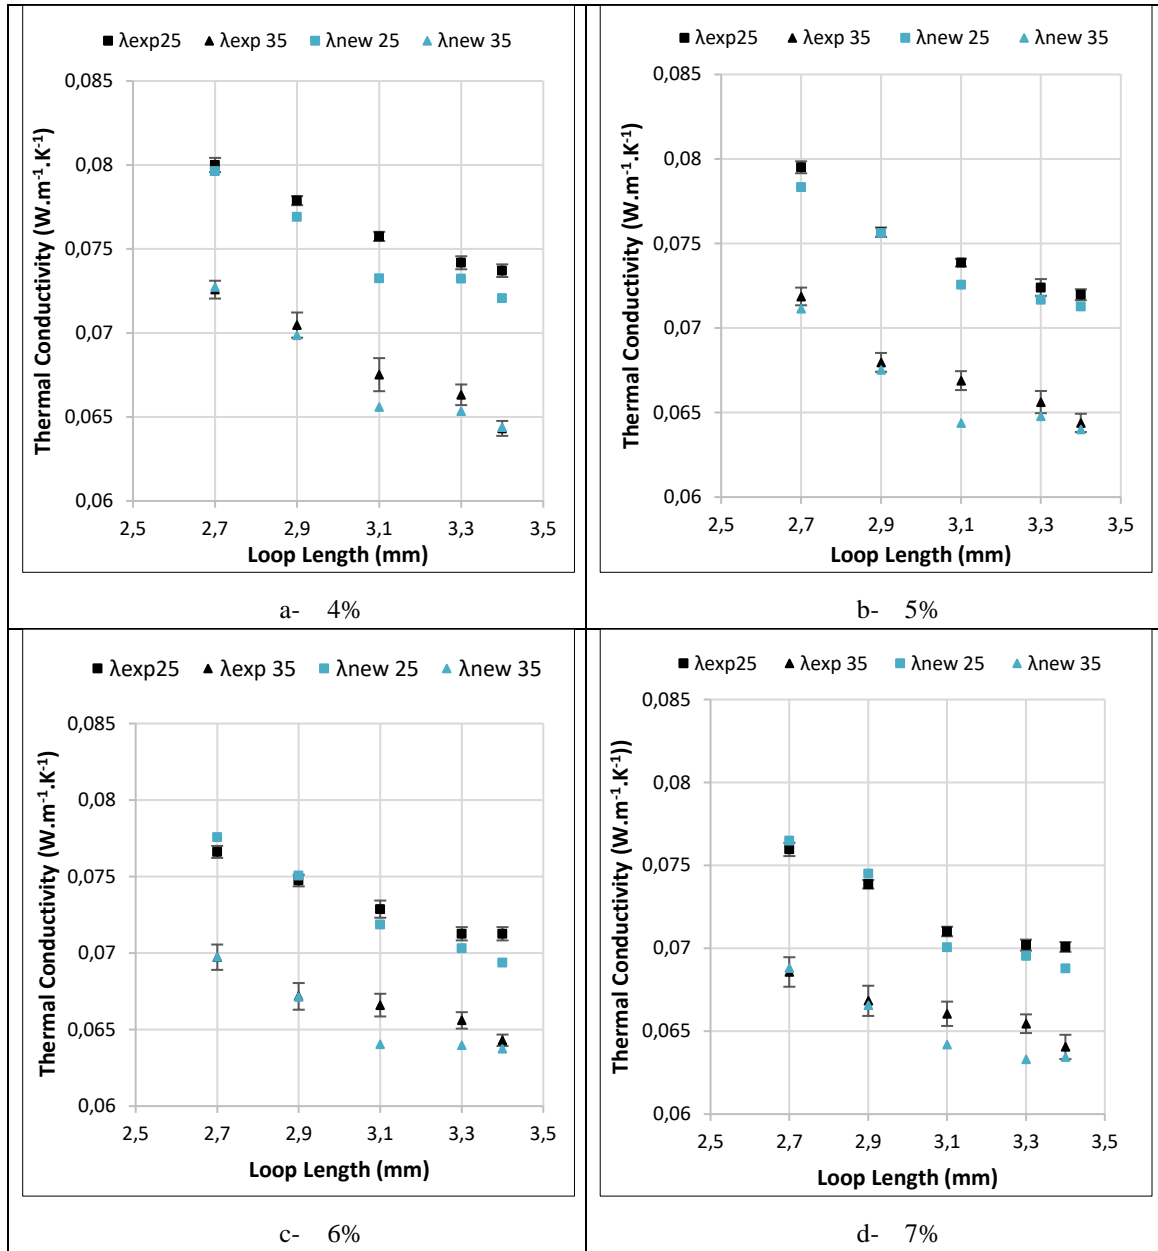 λexp25 λexp 35 λnew 25 λnew 35
0,085
0,08
0,075
0,07
0,065
0,06
Thermal Conductivity (W.m⁻¹.K⁻¹)
2,5 2,7 2,9 3,1 3,3 3,5
Loop Length (mm)
a- 4%
λexp25 λexp 35 λnew 25 λnew 35
0,085
0,08
0,075
0,07
0,065
0,06
Thermal Conductivity (W.m⁻¹.K⁻¹)
2,5 2,7 2,9 3,1 3,3 3,5
Loop Length (mm)
b- 5%
λexp25 λexp 35 λnew 25 λnew 35
0,085
0,08
0,075
0,07
0,065
0,06
Thermal Conductivity (W.m⁻¹.K⁻¹)
2,5 2,7 2,9 3,1 3,3 3,5
Loop Length (mm)
c- 6%
λexp25 λexp 35 λnew 25 λnew 35
0,085
0,08
0,075
0,07
0,065
0,06
Thermal Conductivity (W.m⁻¹.K⁻¹))
2,5 2,7 2,9 3,1 3,3 3,5
Loop Length (mm)
d- 7%